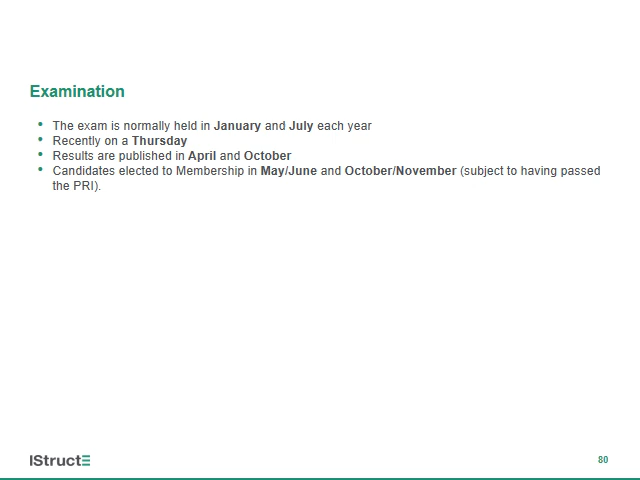 Examination
• The exam is normally held in January and July each year
• Recently on a Thursday
• Results are published in April and October
• Candidates elected to Membership in May/June and October/November (subject to having passed
the PRI).
IStructE
80